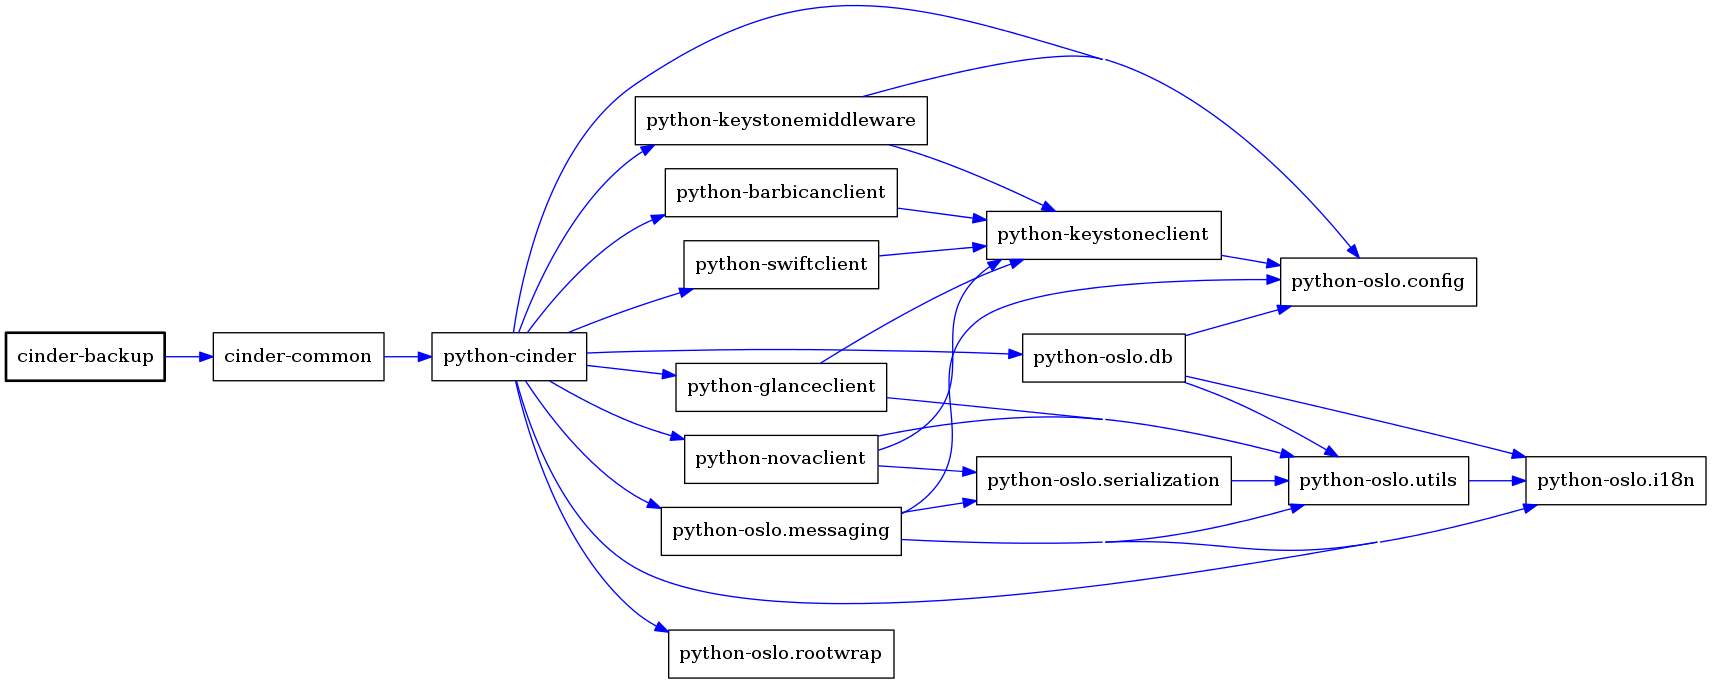 python-keystonemiddleware
python-barbicanclient
python-keystoneclient
python-swiftclient
python-oslo.config
cinder-backup
cinder-common
python-cinder
python-oslo.db
python-glanceclient
python-novaclient
python-oslo.serialization
python-oslo.utils
python-oslo.i18n
python-oslo.messaging
python-oslo.rootwrap